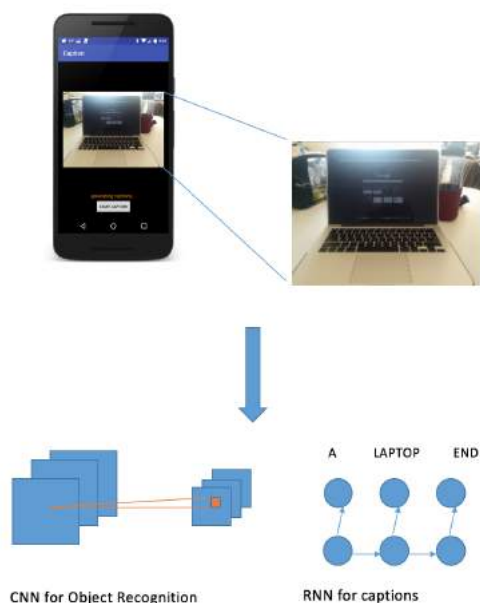 Caption
A LAPTOP END
CNN for Object Recognition
RNN for captions